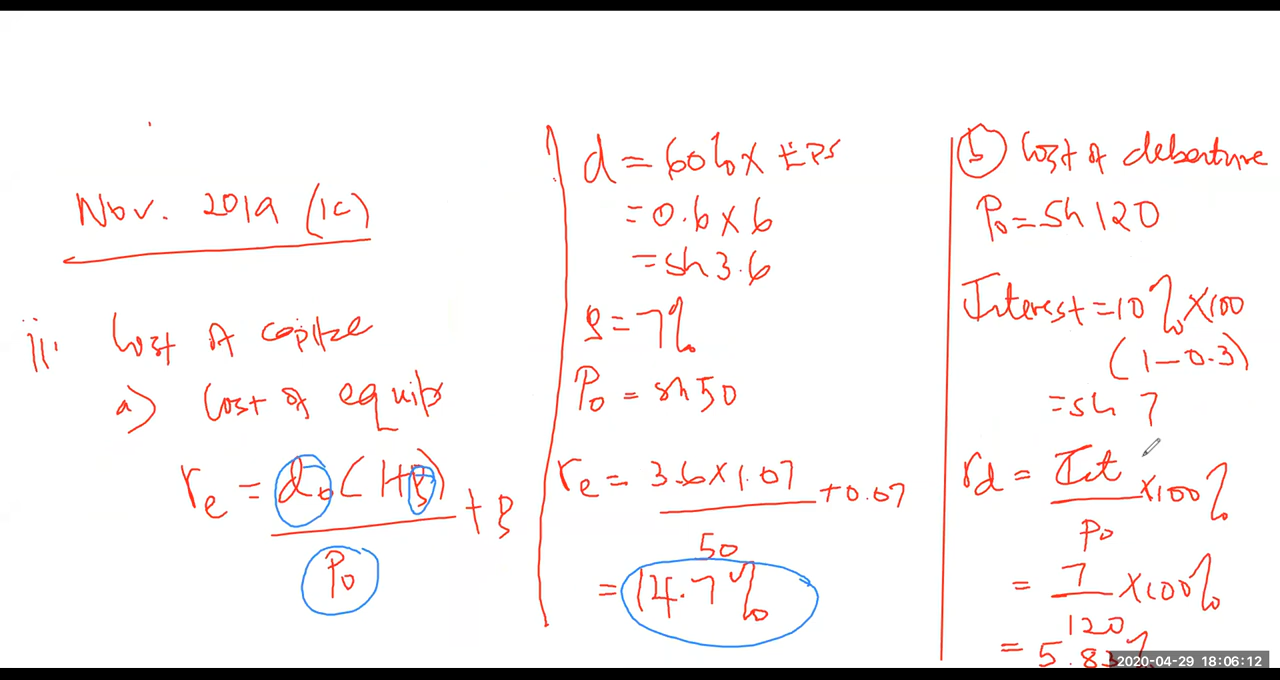 Nov. 2019 (1c)
ii. Cost of capital
a) Cost of equity
re = d0 (1+g) + g
P0
d = 60% x EPS
= 0.6 x 6
= sh 3.6
g = 7%
P0 = sh 50
re = 3.6 x 1.07 + 0.07
50
= 14.7%
b Cost of debenture
P0 = sh 120
Interest = 10% x 100
(1-0.3)
= sh 7
rd = Int x 100%
P0
= 7 x 100%
120
= 5.83%
2020-04-29 18:06:12